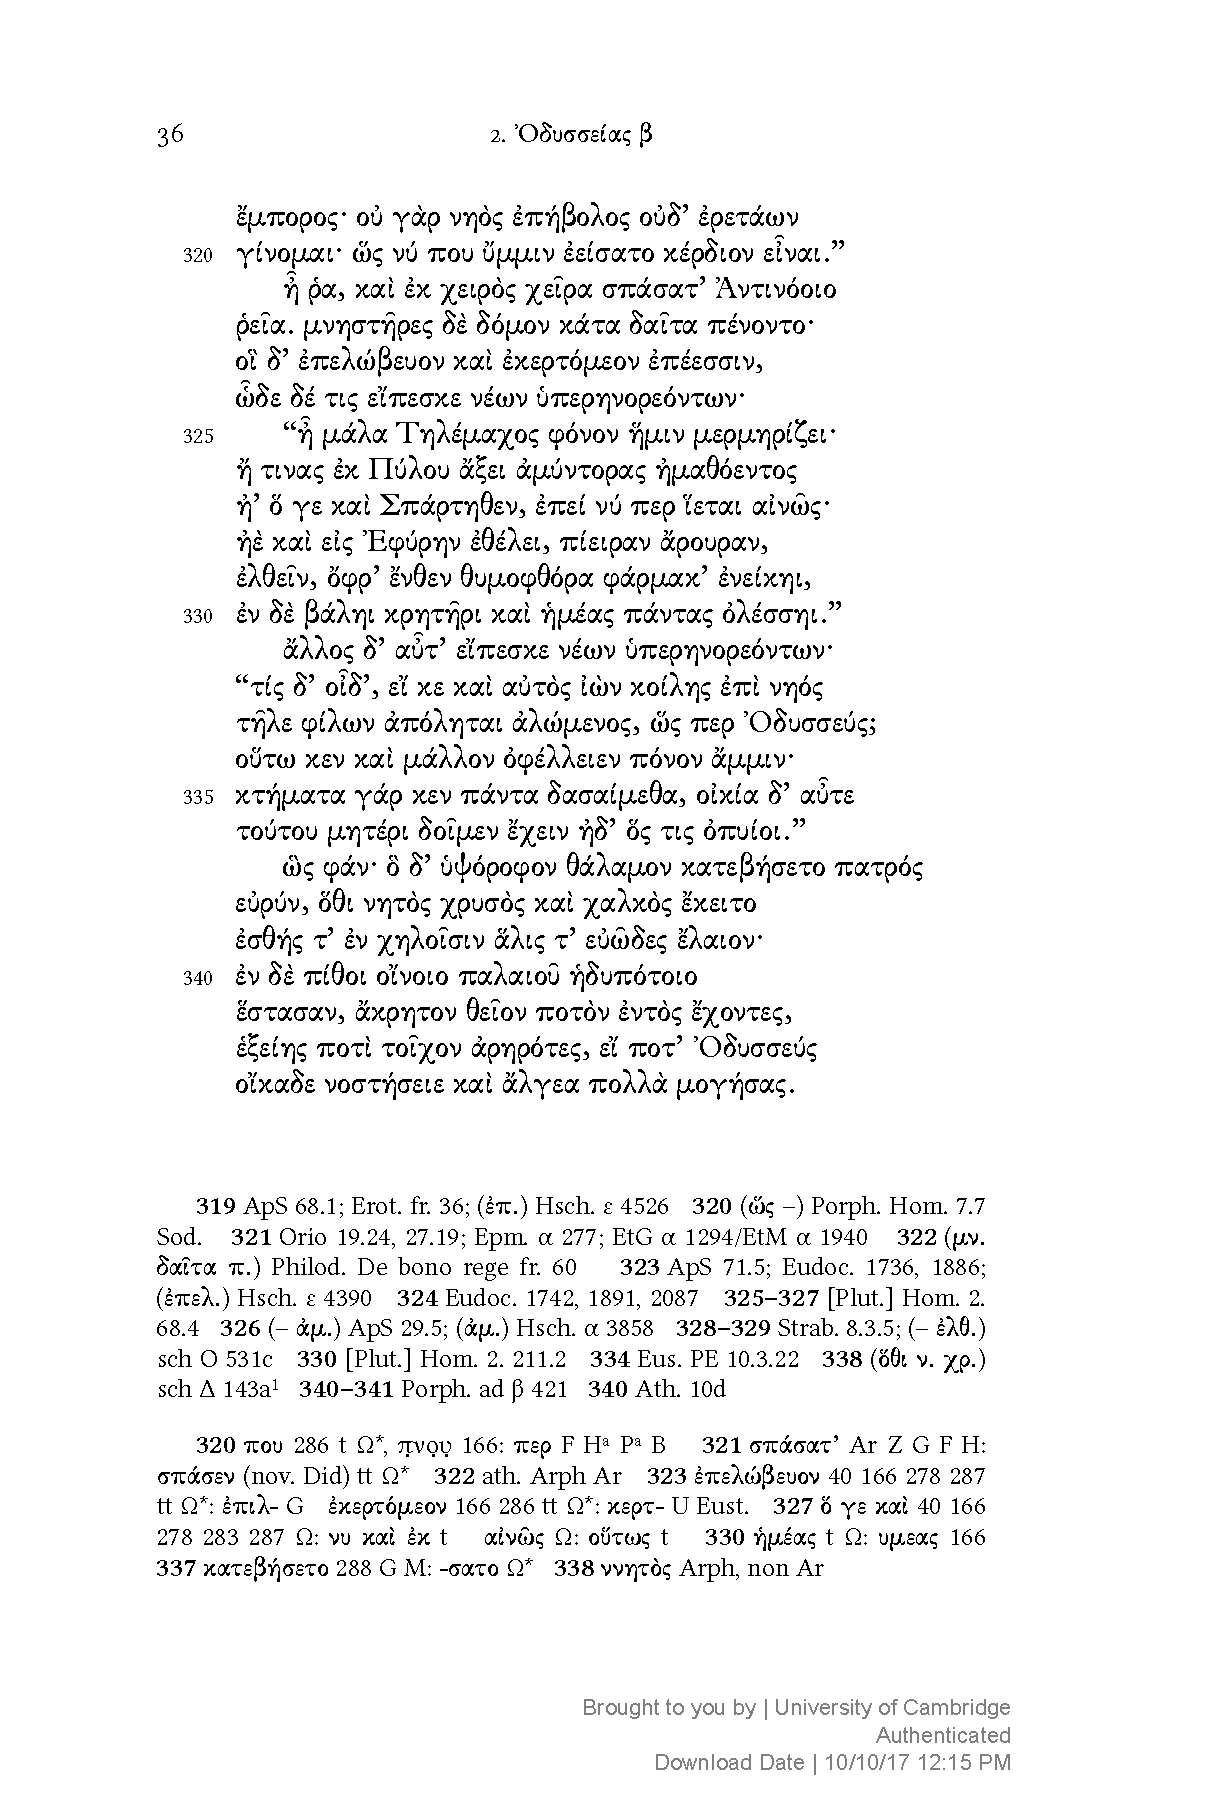 36 2. Ὀδυσσείας β
ἔμπορος· οὐ γὰρ νηὸς ἐπήβολος οὐδ’ ἐρετάων
320 γίνομαι· ὥς νύ που ὔμμιν ἐείσατο κέρδιον εἶναι.”
ἦ ῥα, καὶ ἐκ χειρὸς χεῖρα σπάσατ’ Ἀντινόοιο
ῥεῖα. μνηστῆρες δὲ δόμον κάτα δαῖτα πένοντο·
οἳ δ’ ἐπελώβευον καὶ ἐκερτόμεον ἐπέεσσιν,
ὧδε δέ τις εἴπεσκε νέων ὑπερηνορεόντων·
325 “ἦ μάλα Τηλέμαχος φόνον ἥμιν μερμηρίζει·
ἤ τινας ἐκ Πύλου ἄξει ἀμύντορας ἠμαθόεντος
ἠ’ ὅ γε καὶ Σπάρτηθεν, ἐπεί νύ περ ἵεται αἰνῶς·
ἠὲ καὶ εἰς Ἐφύρην ἐθέλει, πίειραν ἄρουραν,
ἐλθεῖν, ὄφρ’ ἔνθεν θυμοφθόρα φάρμακ’ ἐνείκηι,
330 ἐν δὲ βάληι κρητῆρι καὶ ἡμέας πάντας ὀλέσσηι.”
ἄλλος δ’ αὖτ’ εἴπεσκε νέων ὑπερηνορεόντων·
“τίς δ’ οἶδ’, εἴ κε καὶ αὐτὸς ἰὼν κοίλης ἐπὶ νηός
τῆλε φίλων ἀπόληται ἀλώμενος, ὥς περ Ὀδυσσεύς;
οὕτω κεν καὶ μάλλον ὀφέλλειεν πόνον ἄμμιν·
335 κτήματα γάρ κεν πάντα δασαίμεθα, οἰκία δ’ αὖτε
τούτου μητέρι δοῖμεν ἔχειν ἠδ’ ὅς τις ὀπυίοι.”
ὣς φάν· ὃ δ’ ὑψόροφον θάλαμον κατεβήσετο πατρός
εὐρύν, ὅθι νητὸς χρυσὸς καὶ χαλκὸς ἔκειτο
ἐσθής τ’ ἐν χηλοῖσιν ἅλις τ’ εὐῶδες ἔλαιον·
340 ἐν δὲ πίθοι οἴνοιο παλαιοῦ ἡδυπότοιο
ἕστασαν, ἄκρητον θεῖον ποτὸν ἐντὸς ἔχοντες,
ἑξείης ποτὶ τοῖχον ἀρηρότες, εἴ ποτ’ Ὀδυσσεύς
οἴκαδε νοστήσειε καὶ ἄλγεα πολλὰ μογήσας.
319 ApS 68.1; Erot. fr. 36; (ἐπ.) Hsch. ε 4526 320 (ὥς –) Porph. Hom. 7.7
Sod. 321 Orio 19.24, 27.19; Epm. α 277; EtG α 1294/EtM α 1940 322 (μν.
δαῖτα π.) Philod. De bono rege fr. 60 323 ApS 71.5; Eudoc. 1736, 1886;
(ἐπελ.) Hsch. ε 4390 324 Eudoc. 1742, 1891, 2087 325–327 [Plut.] Hom. 2.
68.4 326 (– ἀμ.) ApS 29.5; (ἀμ.) Hsch. α 3858 328–329 Strab. 8.3.5; (– ἐλθ.)
sch O 531c 330 [Plut.] Hom. 2. 211.2 334 Eus. PE 10.3.22 338 (ὅθι ν. χρ.)
sch Δ 143a¹ 340–341 Porph. ad β 421 340 Ath. 10d
320 που 286 t Ω*, π̣νο̣υ̣ 166: περ F Hᵃ Pᵃ B 321 σπάσατ’ Ar Z G F H:
σπάσεν (nov. Did) tt Ω* 322 ath. Arph Ar 323 ἐπελώβευον 40 166 278 287
tt Ω*: ἐπιλ- G ἐκερτόμεον 166 286 tt Ω*: κερτ- U Eust. 327 ὅ γε καὶ 40 166
278 283 287 Ω: νυ καὶ ἐκ t αἰνῶς Ω: οὕτως t 330 ἡμέας t Ω: υμεας 166
337 κατεβήσετο 288 G M: -σατο Ω* 338 ννητὸς Arph, non Ar
Brought to you by | University of Cambridge
Authenticated
Download Date | 10/10/17 12:15 PM